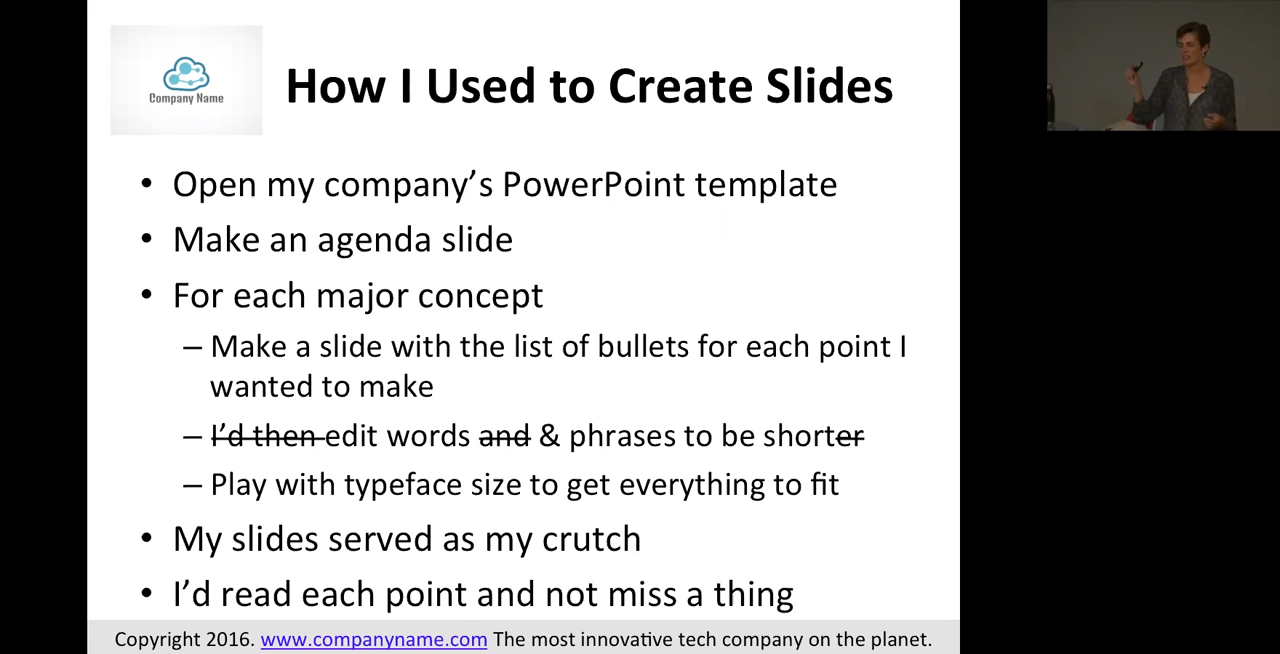 Company Name
How I Used to Create Slides
• Open my company’s PowerPoint template
• Make an agenda slide
• For each major concept
– Make a slide with the list of bullets for each point I
wanted to make
– I’d then edit words and & phrases to be shorter
– Play with typeface size to get everything to fit
• My slides served as my crutch
• I’d read each point and not miss a thing
Copyright 2016. www.companyname.com The most innovative tech company on the planet.